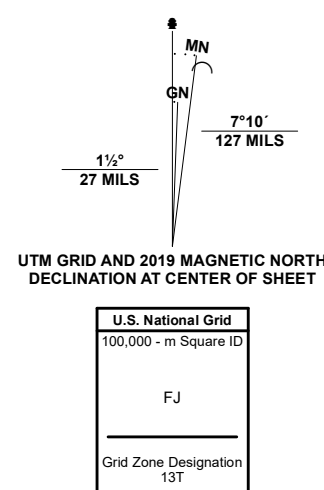 MN
GN
7°10´
127 MILS
1½°
27 MILS
UTM GRID AND 2019 MAGNETIC NORTH
DECLINATION AT CENTER OF SHEET
U.S. National Grid
100,000 - m Square ID
FJ
Grid Zone Designation
13T